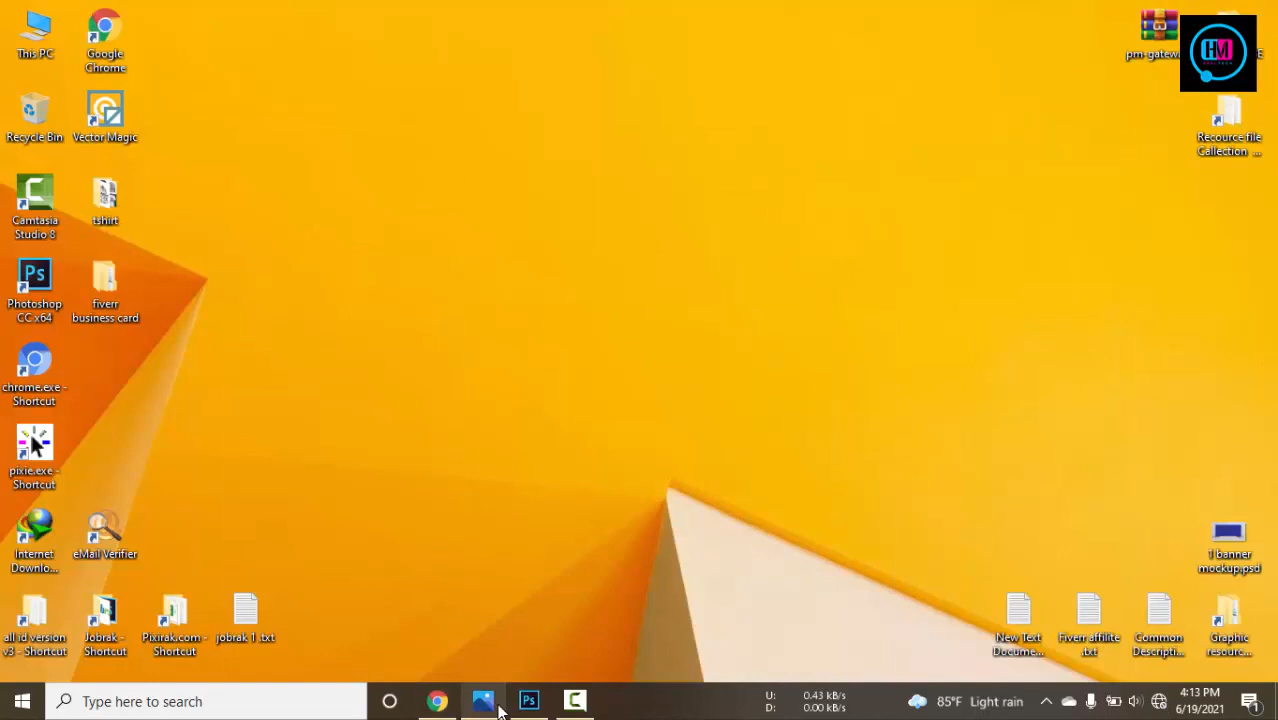 This PC
Google
Chrome
pm-gatew
Recycle Bin
Vector Magic
Recource file
Callection ...
Camtasia
Studio 8
tshirt
Ps
Photoshop
CC x64
fiverr
business card
chrome.exe -
Shortcut
pixie.exe -
Shortcut
Internet
Downlo...
eMail Verifier
1 banner
mockup.psd
all id version
v3 - Shortcut
Jobrak -
Shortcut
Pixirak.com -
Shortcut
jobrak 1 .txt
New Text
Docume...
Fiverr affilite
.txt
Common
Descripti...
Graphic
resourc...
Type here to search
Ps
U: 0.43 kB/s
D: 0.00 kB/s
85°F Light rain
4:13 PM
6/19/2021
1